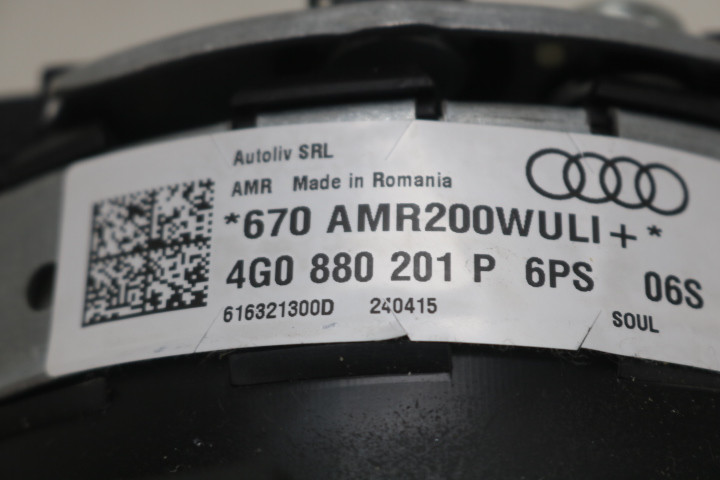 Autoliv SRL
AMR Made in Romania
*670 AMR200WULI+*
4G0 880 201 P 6PS 06S
616321300D 240415 SOUL